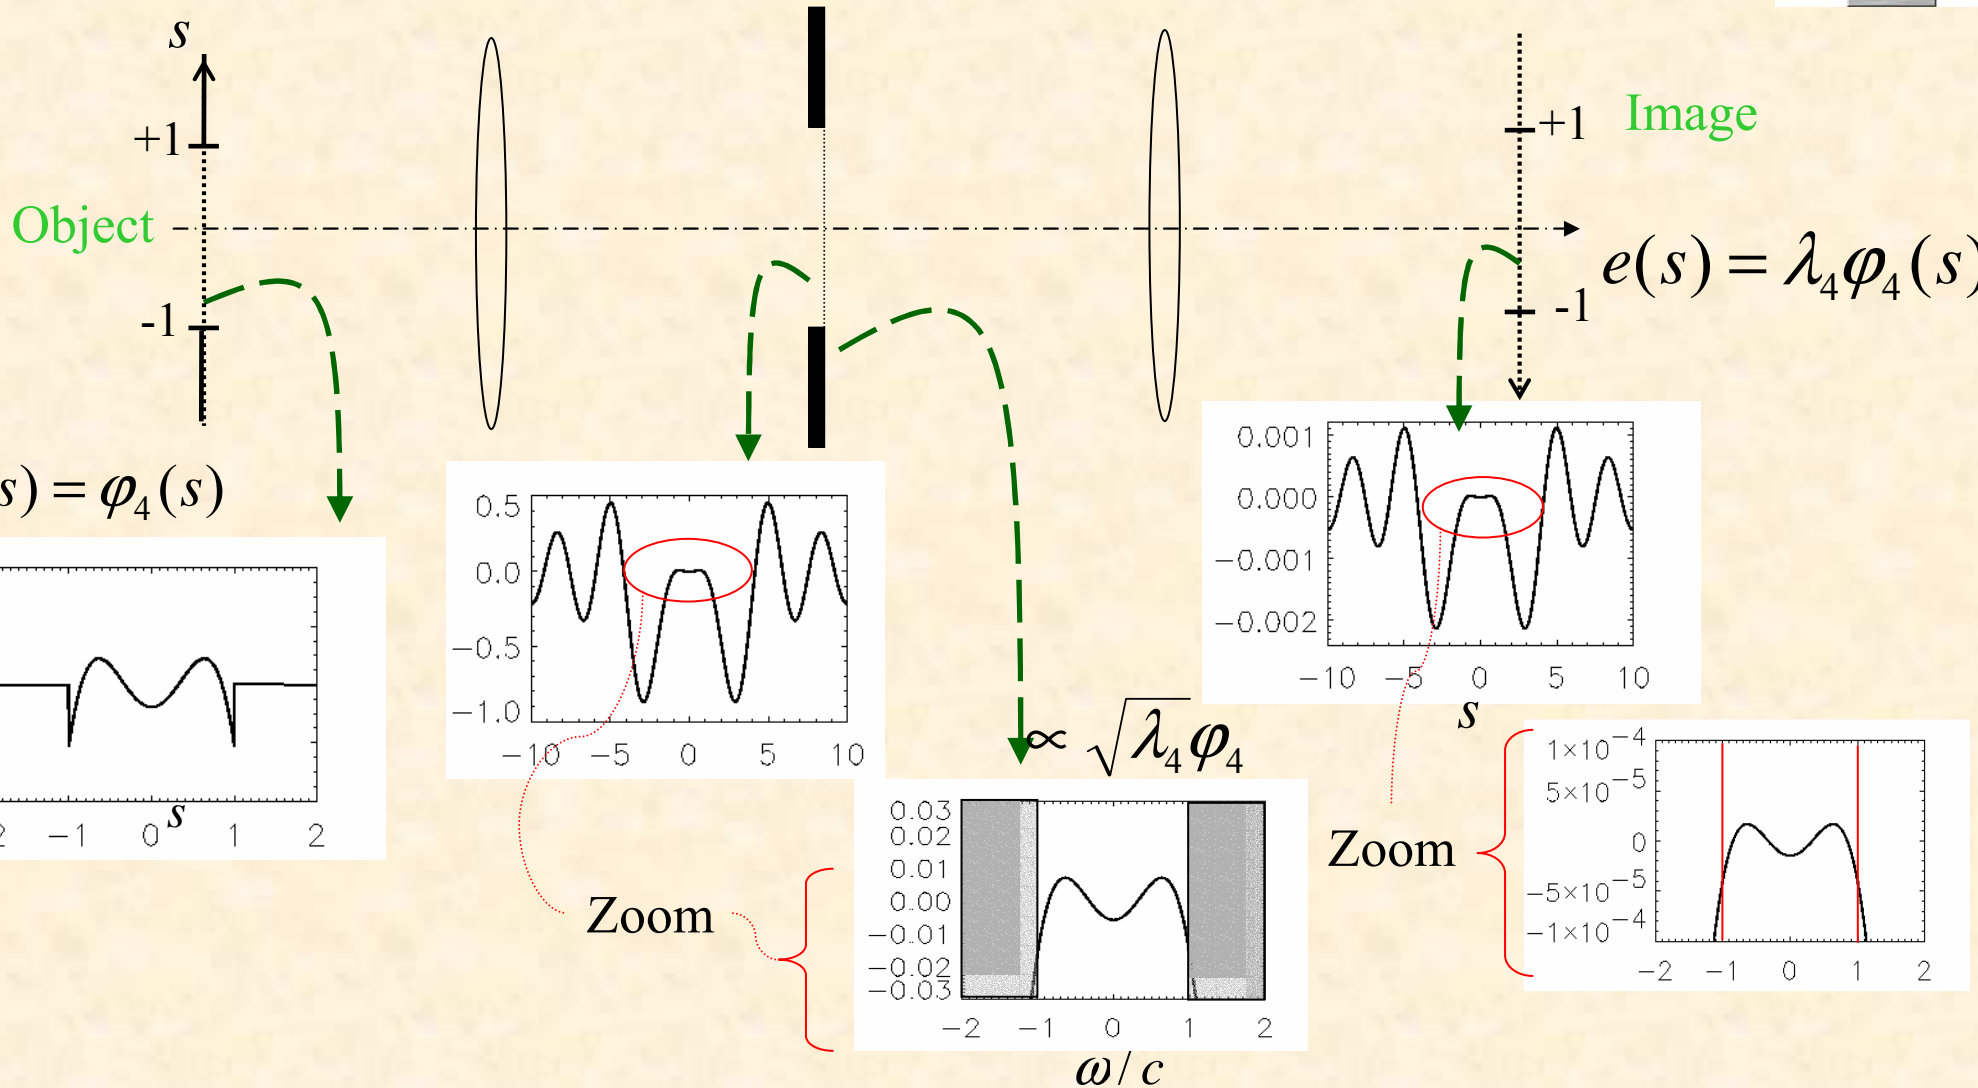 s
+1
-1
Object
Image
+1
-1
e(s) = λ₄φ₄(s)
s) = φ₄(s)
−1 0 1 2
s
0.5
0.0
−0.5
−1.0
−10 −5 0 5 10
0.001
0.000
−0.001
−0.002
−10 −5 0 5 10
s
∝ √λ₄φ₄
0.03
0.02
0.01
0.00
−0.01
−0.02
−0.03
−2 −1 0 1 2
ω / c
Zoom
Zoom
1×10⁻⁴
5×10⁻⁵
0
−5×10⁻⁵
−1×10⁻⁴
−2 −1 0 1 2